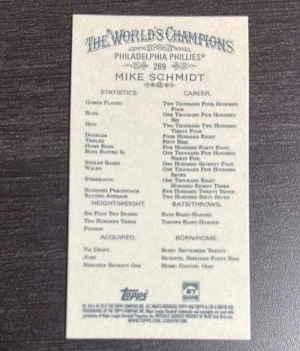 THE WORLD'S CHAMPIONS
PHILADELPHIA PHILLIES®
269
MIKE SCHMIDT
STATISTICS. CAREER.
GAMES PLAYED TWO THOUSAND FOUR HUNDRED
FOUR
RUNS ONE THOUSAND FIVE HUNDRED
SIX
HITS TWO THOUSAND TWO HUNDRED
THIRTY FOUR
DOUBLES FOUR HUNDRED EIGHT
TRIPLES FIFTY NINE
HOME RUNS FIVE HUNDRED FORTY EIGHT
RUNS BATTED IN ONE THOUSAND FIVE HUNDRED
NINETY FIVE
STOLEN BASES ONE HUNDRED SEVENTY FOUR
WALKS ONE THOUSAND FIVE HUNDRED
SEVEN
STRIKEOUTS ONE THOUSAND EIGHT
HUNDRED EIGHTY THREE
SLUGGING PERCENTAGE FIVE HUNDRED TWENTY SEVEN
BATTING AVERAGE TWO HUNDRED SIXTY SEVEN
HEIGHT/WEIGHT. BATS/THROWS.
SIX FOOT TWO INCHES BATS RIGHT-HANDED
TWO HUNDRED THREE THROWS RIGHT-HANDED
POUNDS
ACQUIRED. BORN/HOME.
VIA DRAFT, BORN: SEPTEMBER TWENTY
JUNE SEVENTH, NINETEEN FORTY NINE
NINETEEN SEVENTY ONE HOME: DAYTON, OHIO
Topps